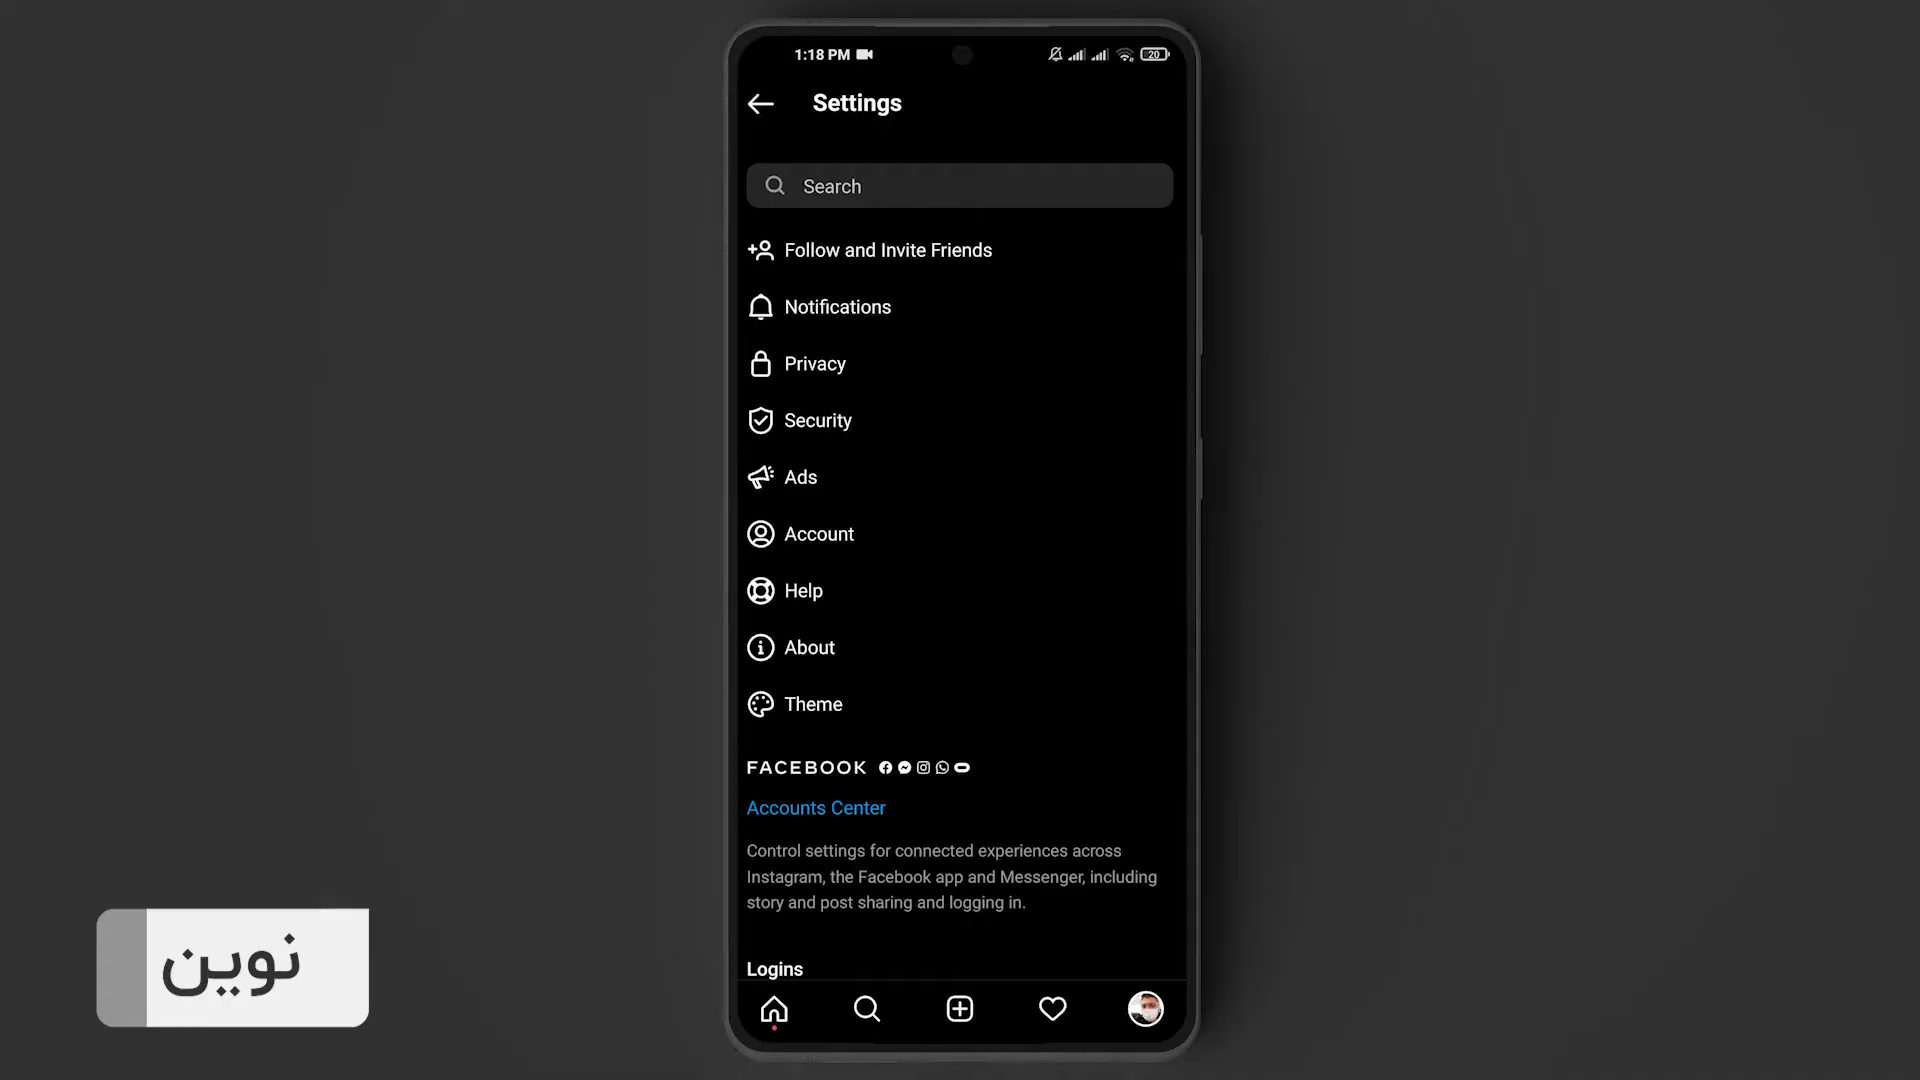 1:18 PM
20
Settings
Search
Follow and Invite Friends
Notifications
Privacy
Security
Ads
Account
Help
About
Theme
FACEBOOK
Accounts Center
Control settings for connected experiences across
Instagram, the Facebook app and Messenger, including
story and post sharing and logging in.
Logins
نوین